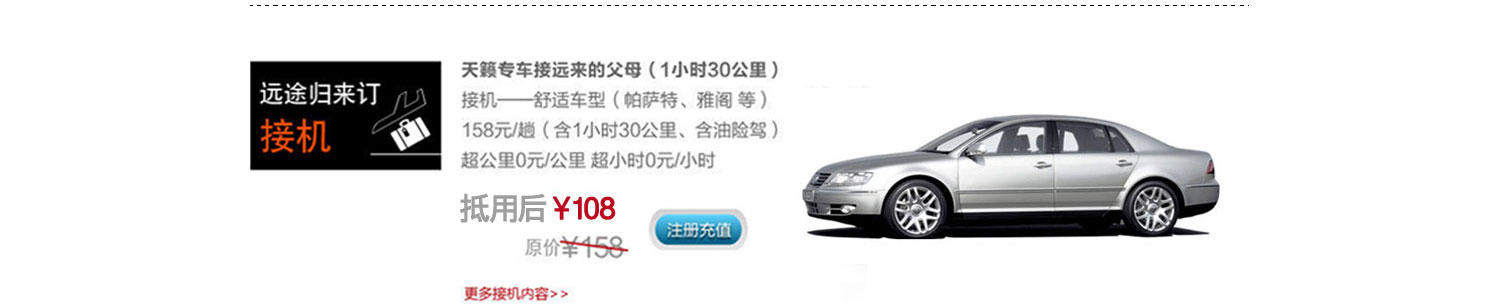 远途归来订
接机
天籁专车接远来的父母（1小时30公里）
接机——舒适车型（帕萨特、雅阁 等）
158元/趟（含1小时30公里、含油险驾）
超公里0元/公里 超小时0元/小时
抵用后 ¥108
原价¥158
注册充值
更多接机内容>>